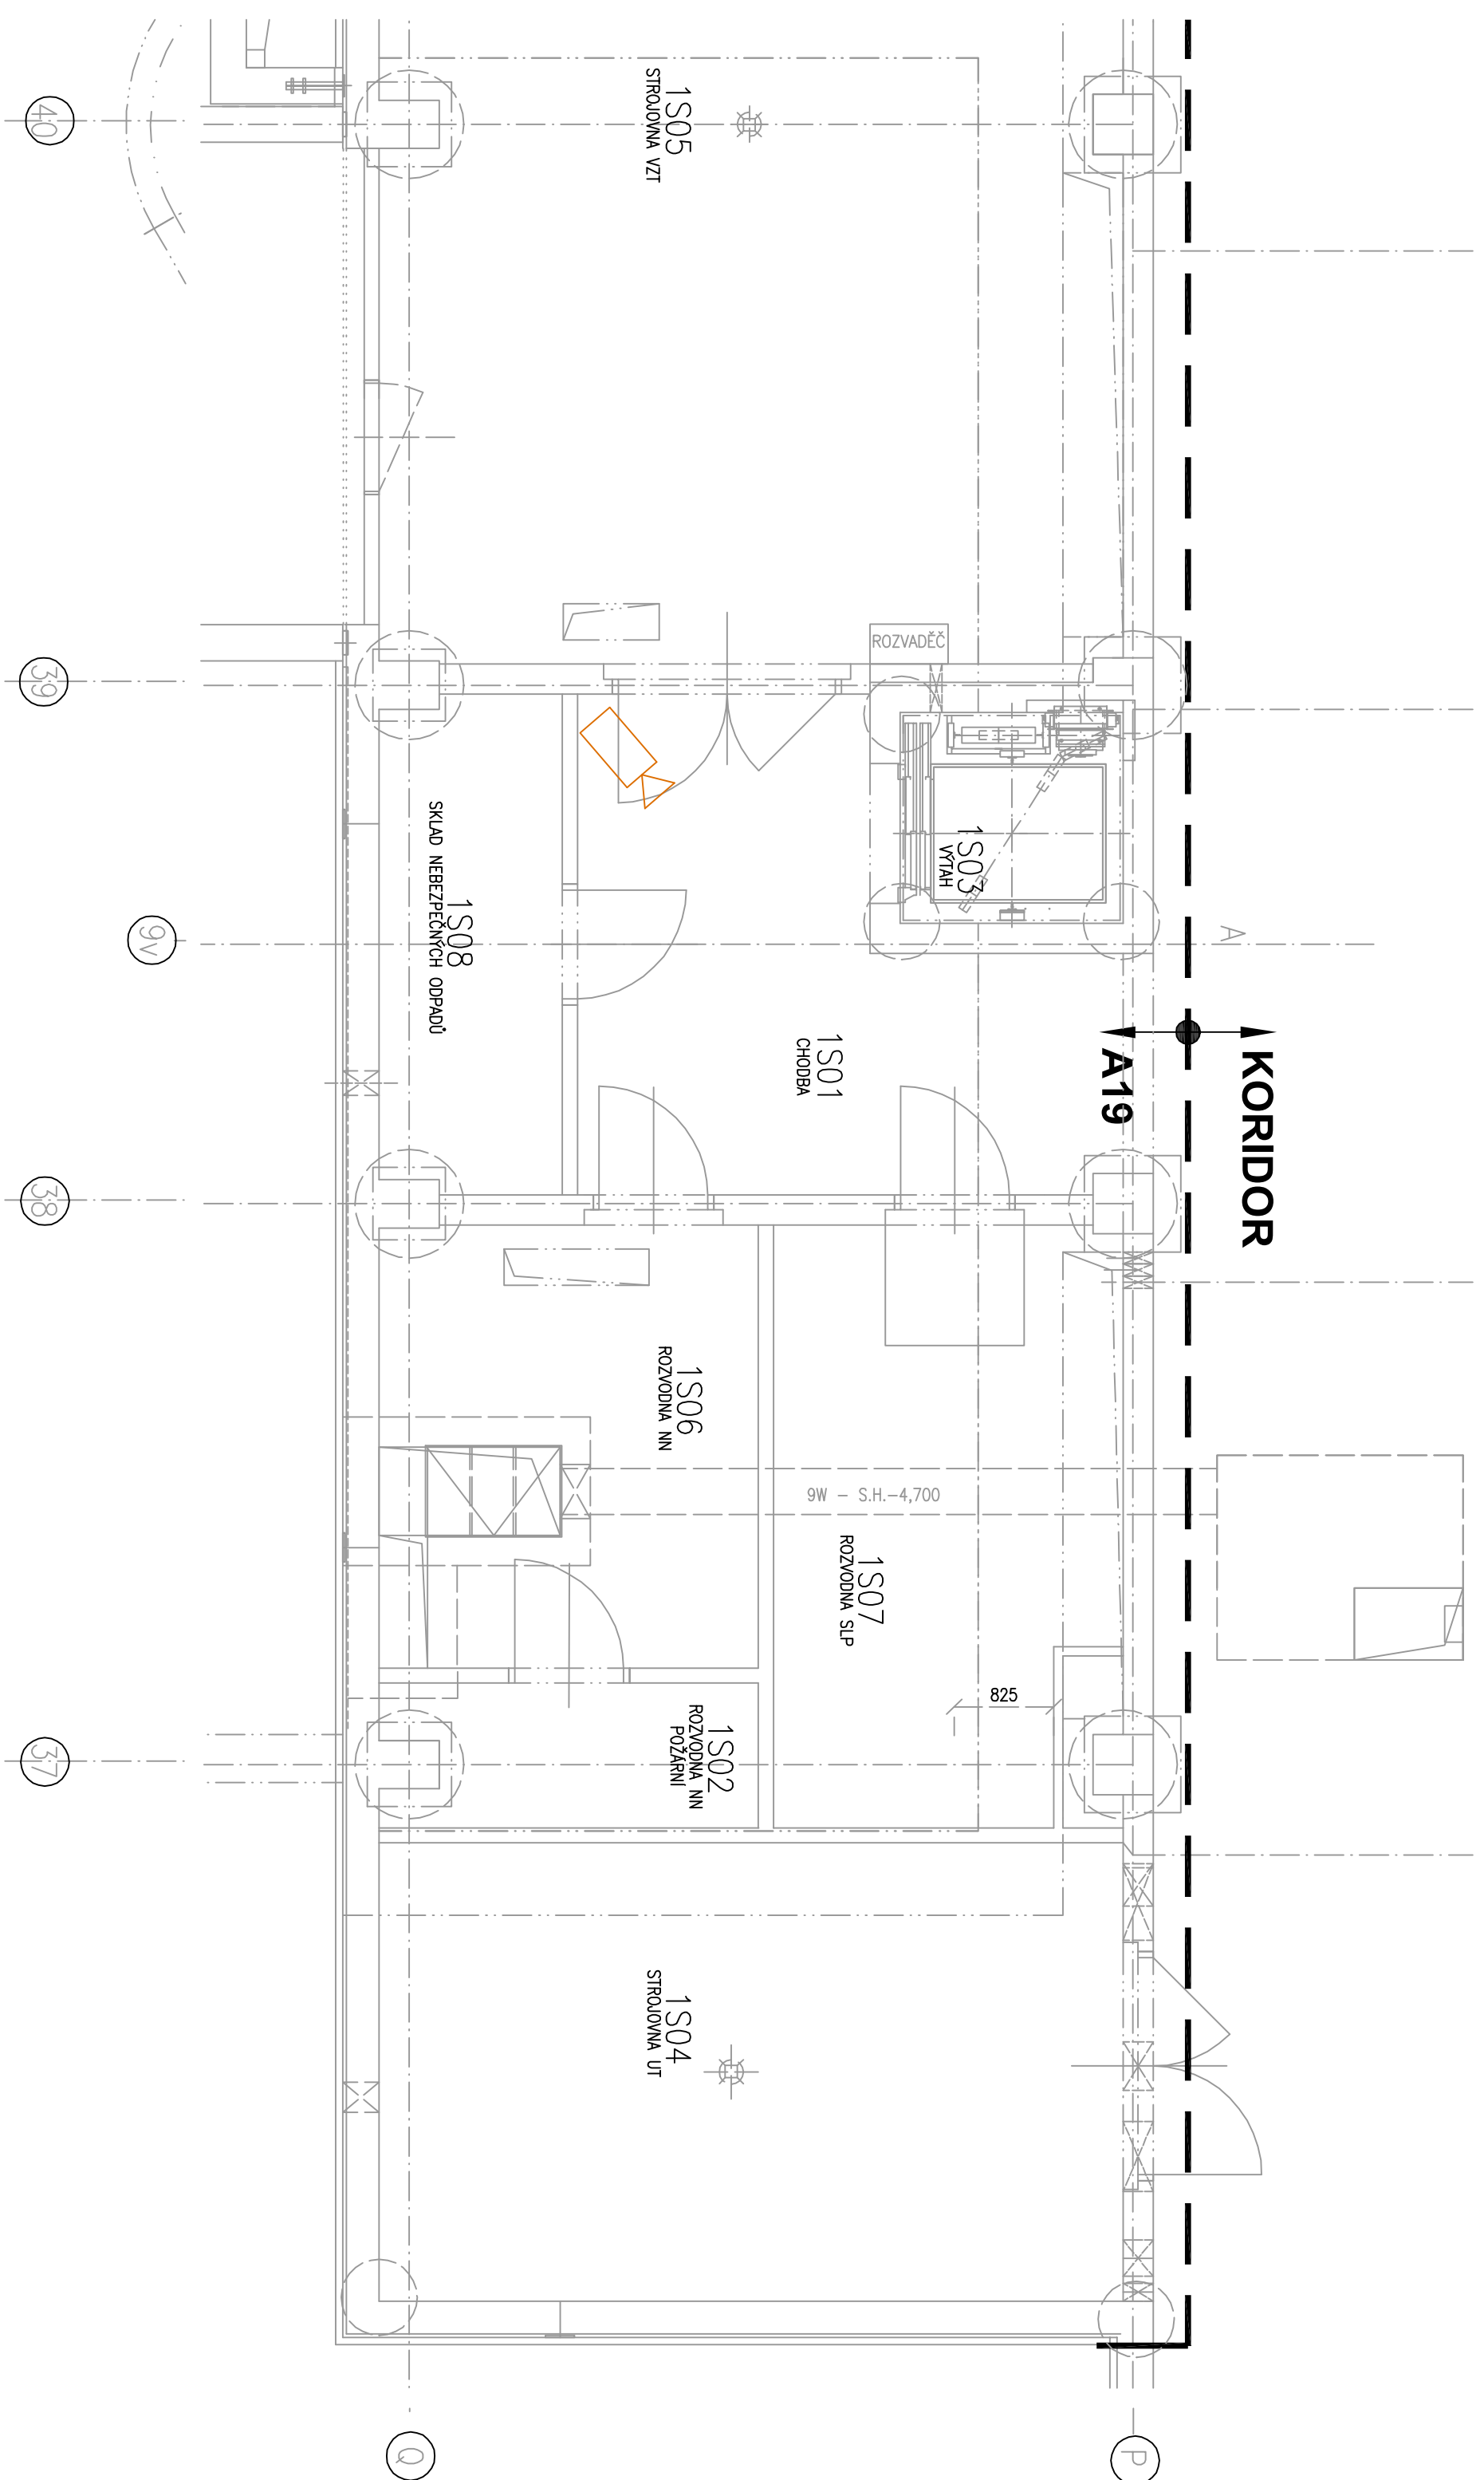 40
39
9v
38
37
Q
P
1S05
STROJOVNA VZT
ROZVADĚČ
1S03
VÝTAH
1S08
SKLAD NEBEZPEČNÝCH ODPADŮ
1S01
CHODBA
A
KORIDOR
A19
1S06
ROZVODNA NN
9W – S.H.–4,700
1S07
ROZVODNA SLP
825
1S02
ROZVODNA NN
POŽÁRNÍ
1S04
STROJOVNA UT